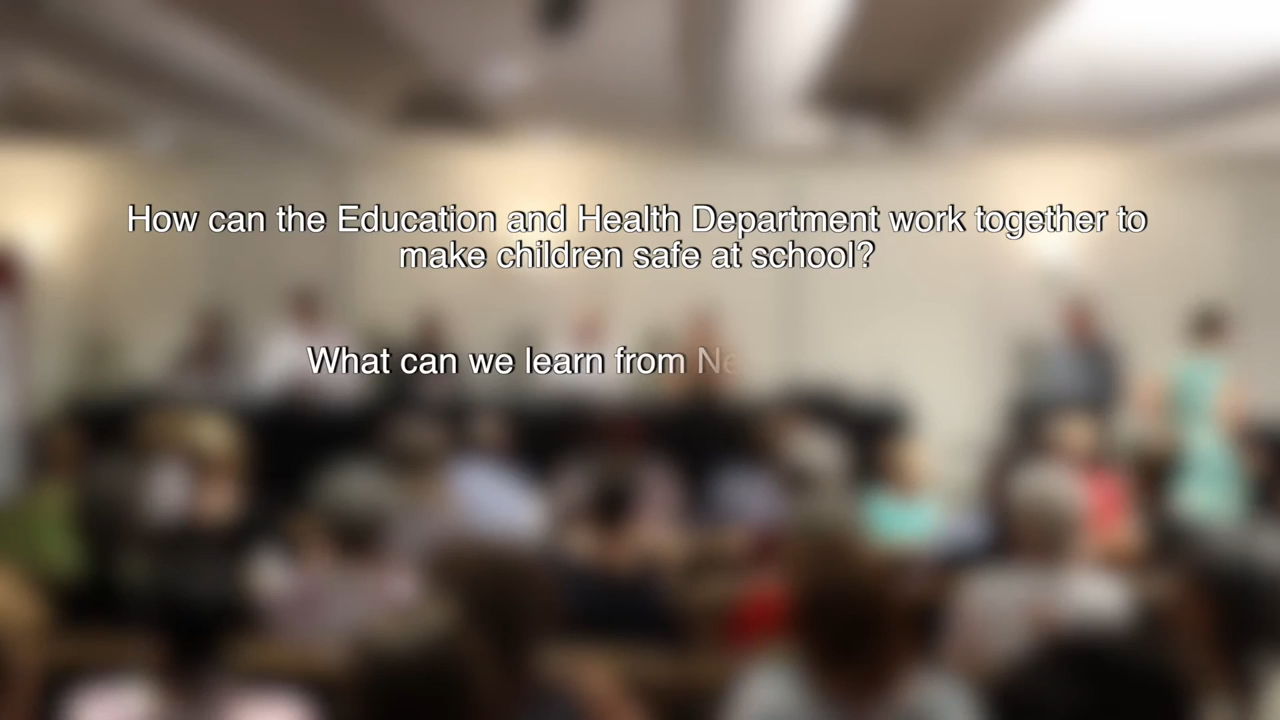 How can the Education and Health Department work together to
make children safe at school?
What can we learn from